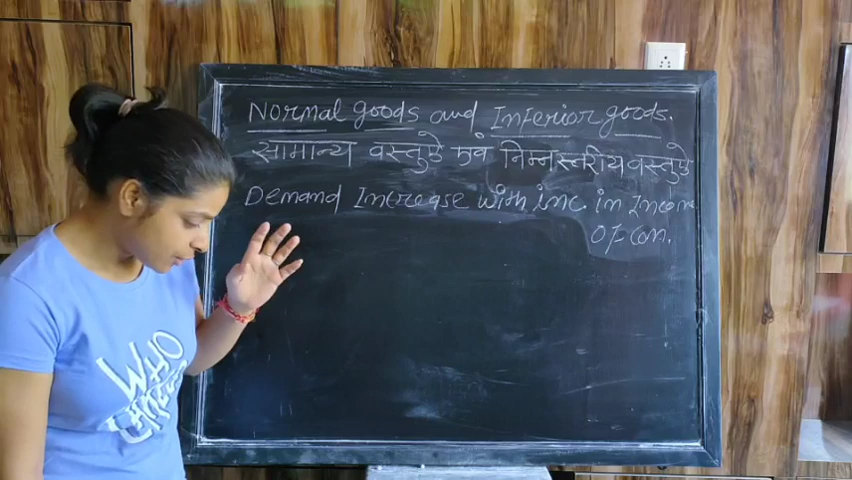 Normal goods and Inferior goods.
सामान्य वस्तुऐ एवं निम्नस्तरीय वस्तुऐ
Demand Increase with inc. in Income
of con.